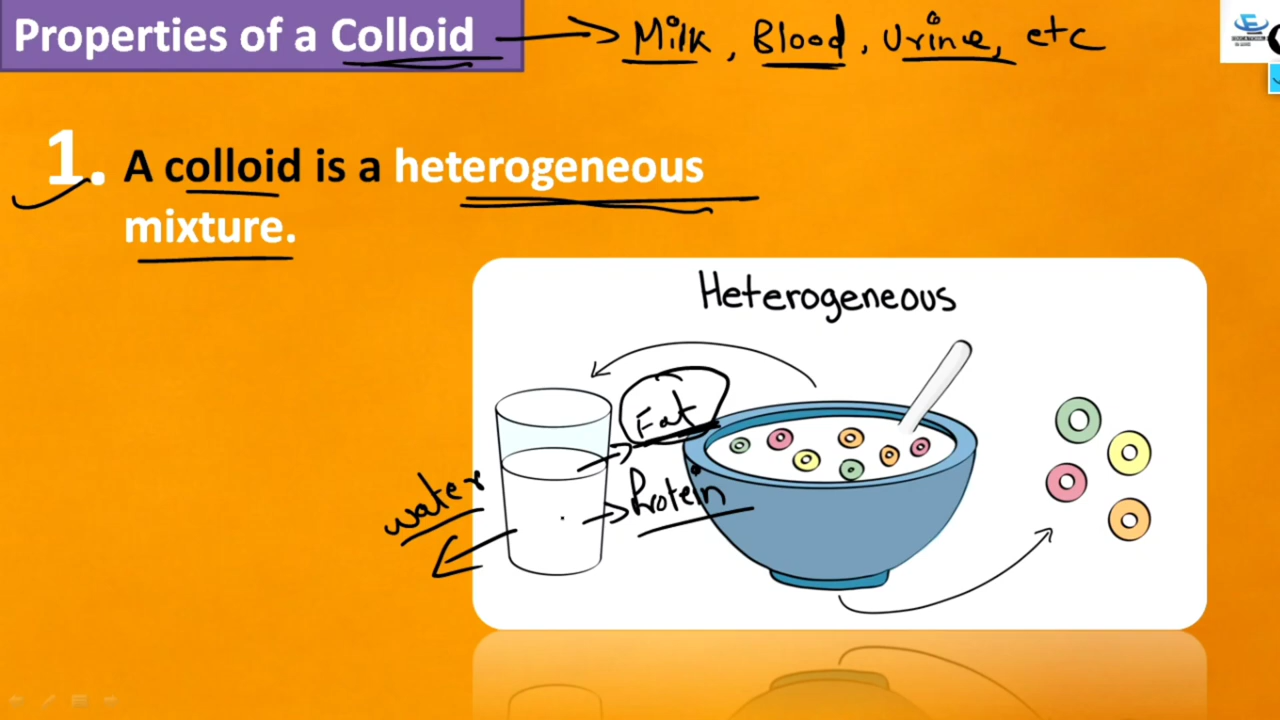 Properties of a Colloid → Milk, Blood, Urine, etc
1. A colloid is a heterogeneous
mixture.
Heterogeneous
Fat
water
Protein